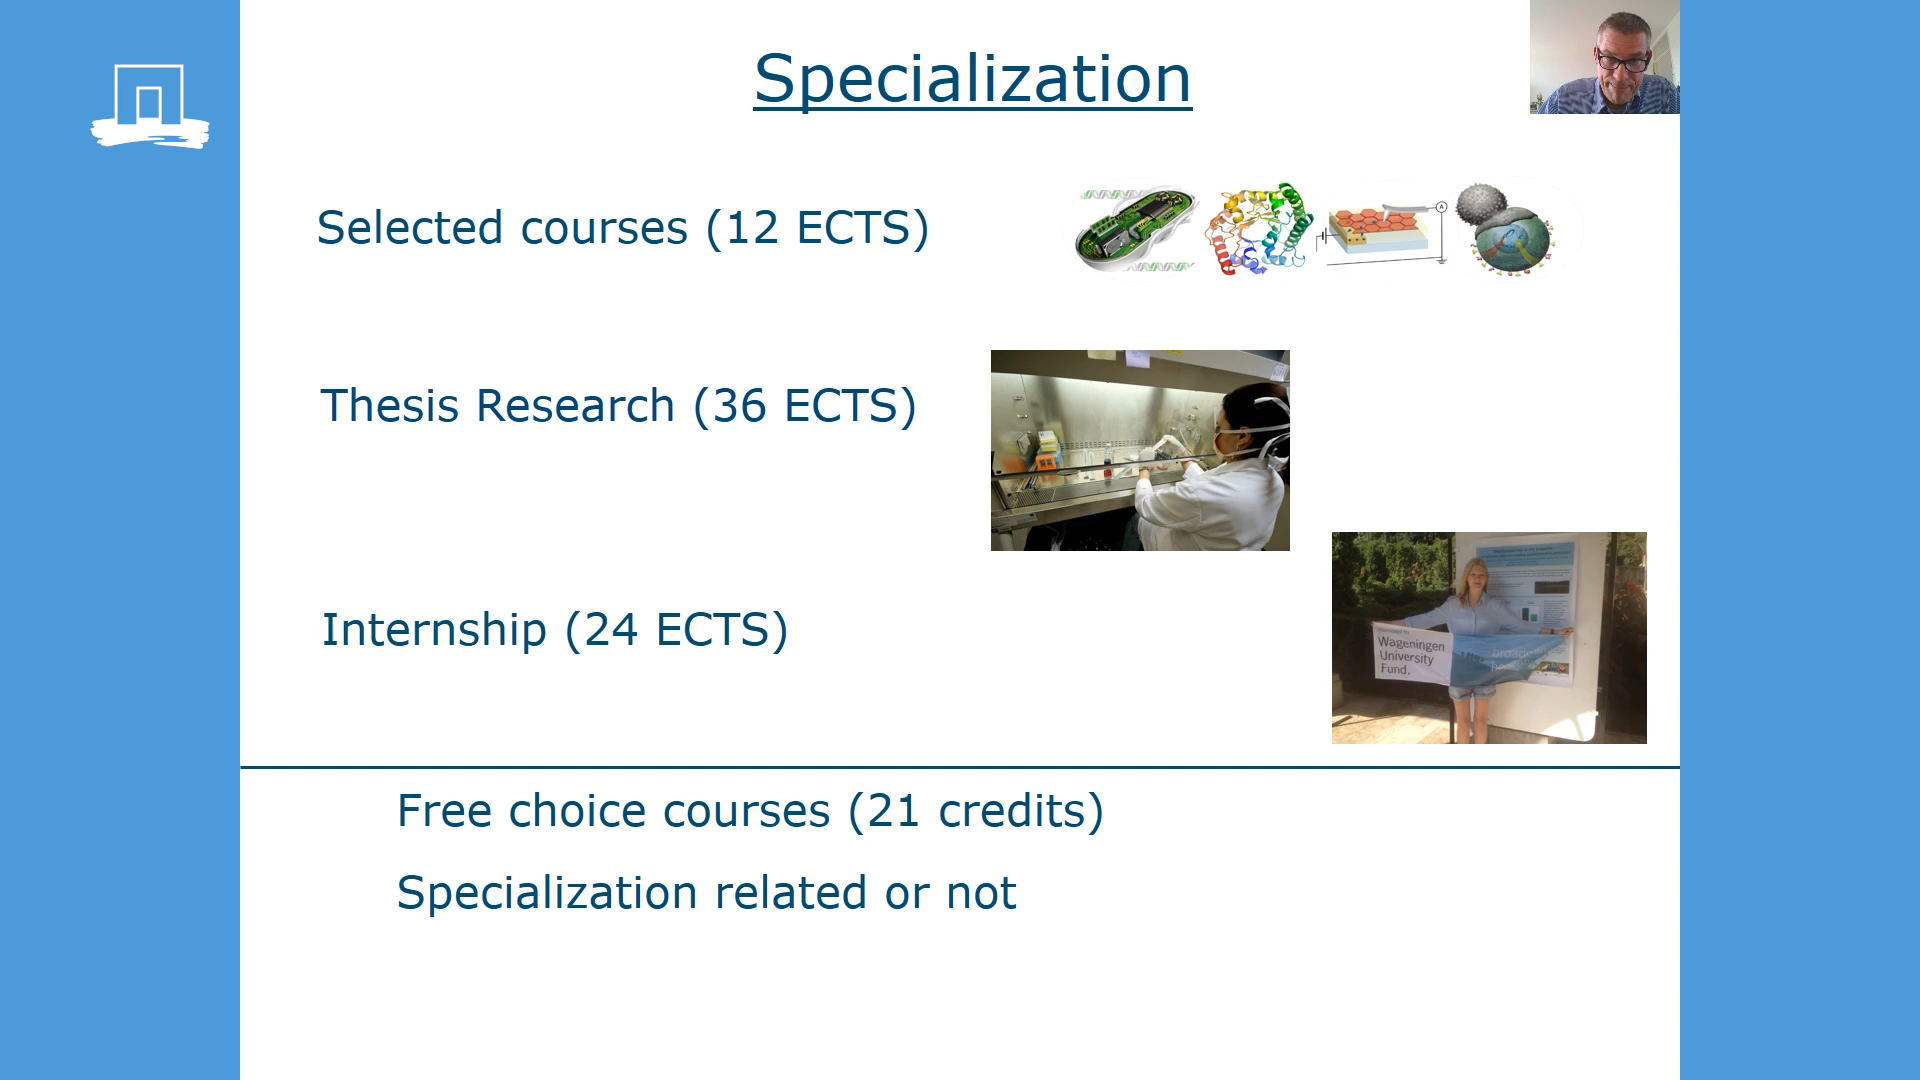 Specialization
Selected courses (12 ECTS)
A
Thesis Research (36 ECTS)
Internship (24 ECTS)
Wageningen
University
Fund.
Free choice courses (21 credits)
Specialization related or not